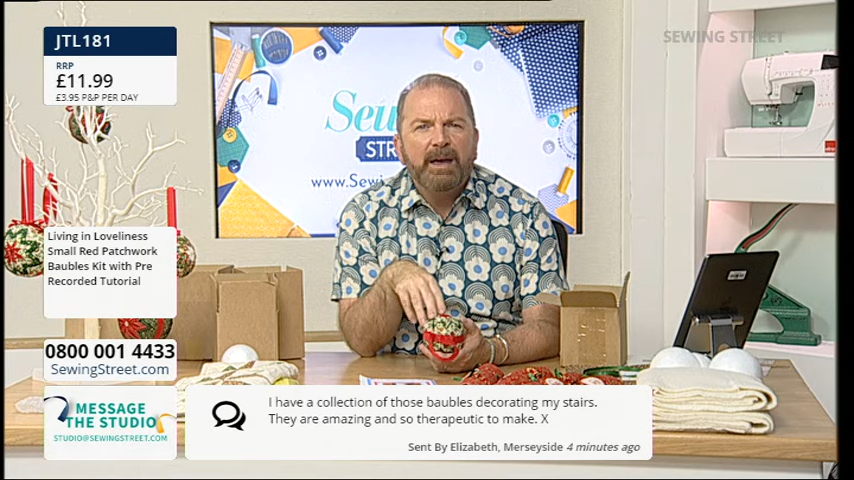 JTL181
RRP
£11.99
£3.95 P&P PER DAY
SEWING STREET
Sew
STR
www.Sewi
Living in Loveliness
Small Red Patchwork
Baubles Kit with Pre
Recorded Tutorial
0800 001 4433
SewingStreet.com
MESSAGE
THE STUDIO
STUDIO@SEWINGSTREET.COM
I have a collection of those baubles decorating my stairs.
They are amazing and so therapeutic to make. X
Sent By Elizabeth, Merseyside 4 minutes ago